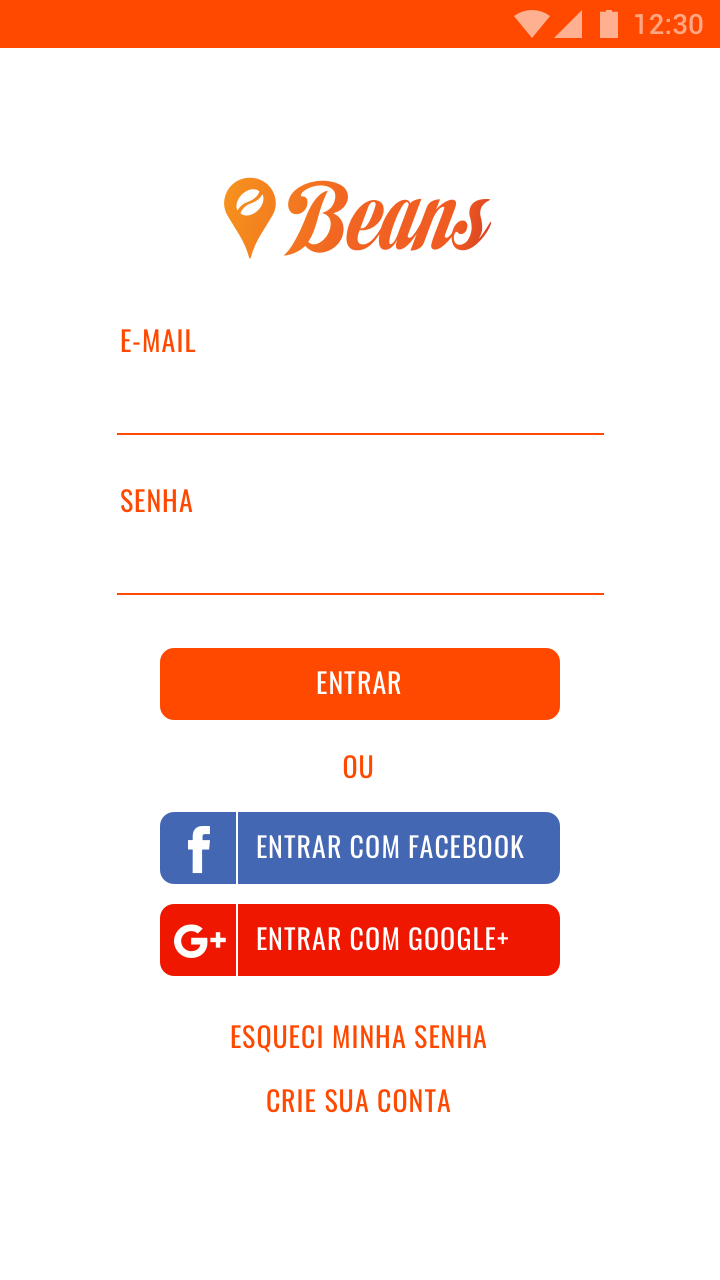 12:30
Beans
E-MAIL
SENHA
ENTRAR
OU
f ENTRAR COM FACEBOOK
G+ ENTRAR COM GOOGLE+
ESQUECI MINHA SENHA
CRIE SUA CONTA